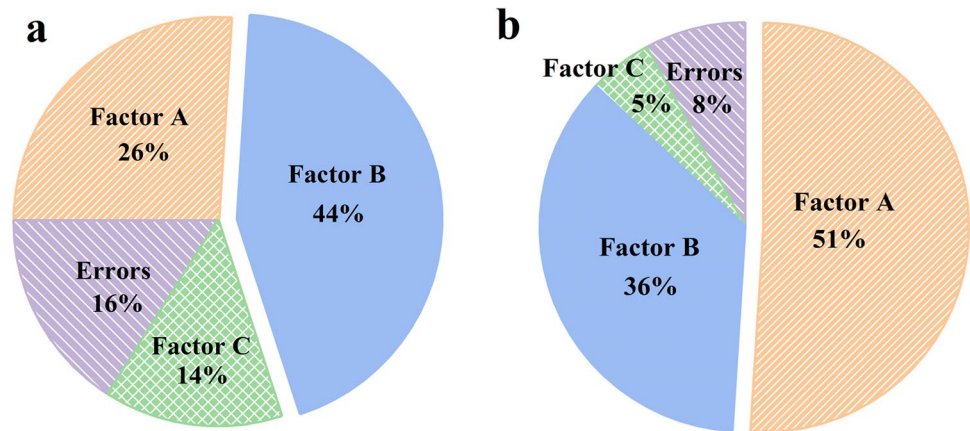 a
Factor A
26%
Factor B
44%
Errors
16%
Factor C
14%
b
Factor C
5%
Errors
8%
Factor A
51%
Factor B
36%